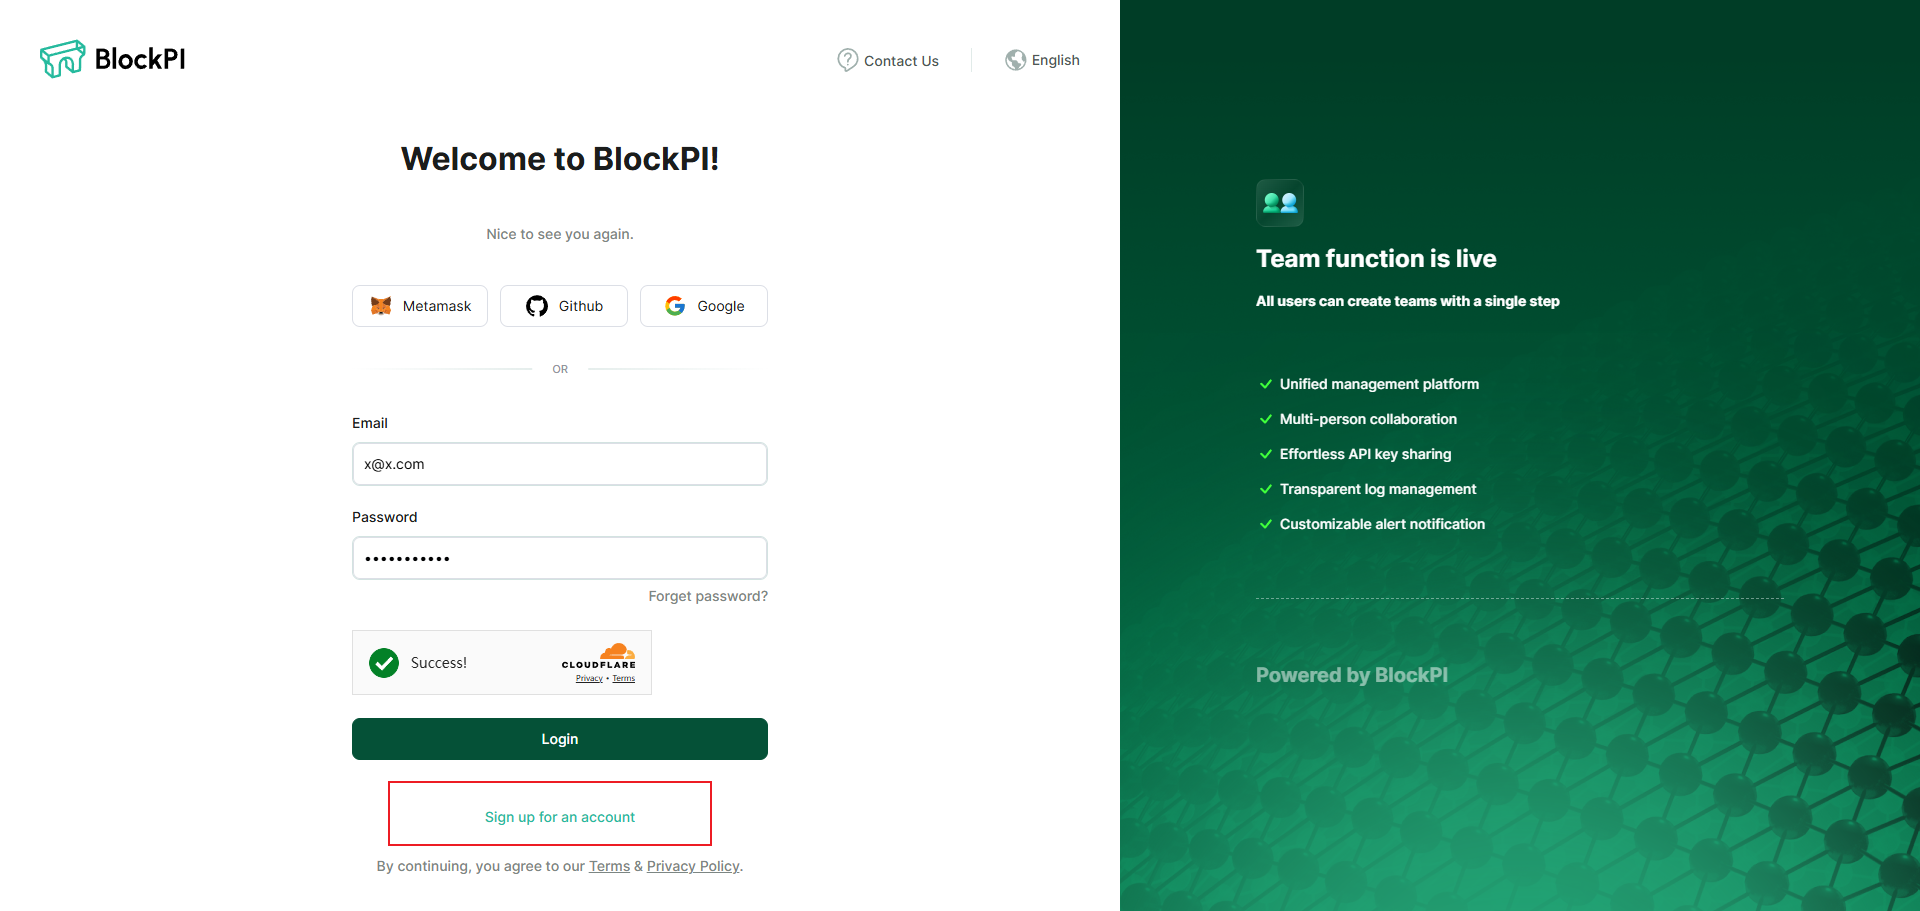 BlockPI
Contact Us
English
Welcome to BlockPI!
Nice to see you again.
Metamask
Github
Google
OR
Email
x@x.com
Password
•••••••••••
Forget password?
Success!
CLOUDFLARE
Privacy • Terms
Login
Sign up for an account
By continuing, you agree to our Terms & Privacy Policy.
Team function is live
All users can create teams with a single step
Unified management platform
Multi-person collaboration
Effortless API key sharing
Transparent log management
Customizable alert notification
Powered by BlockPI